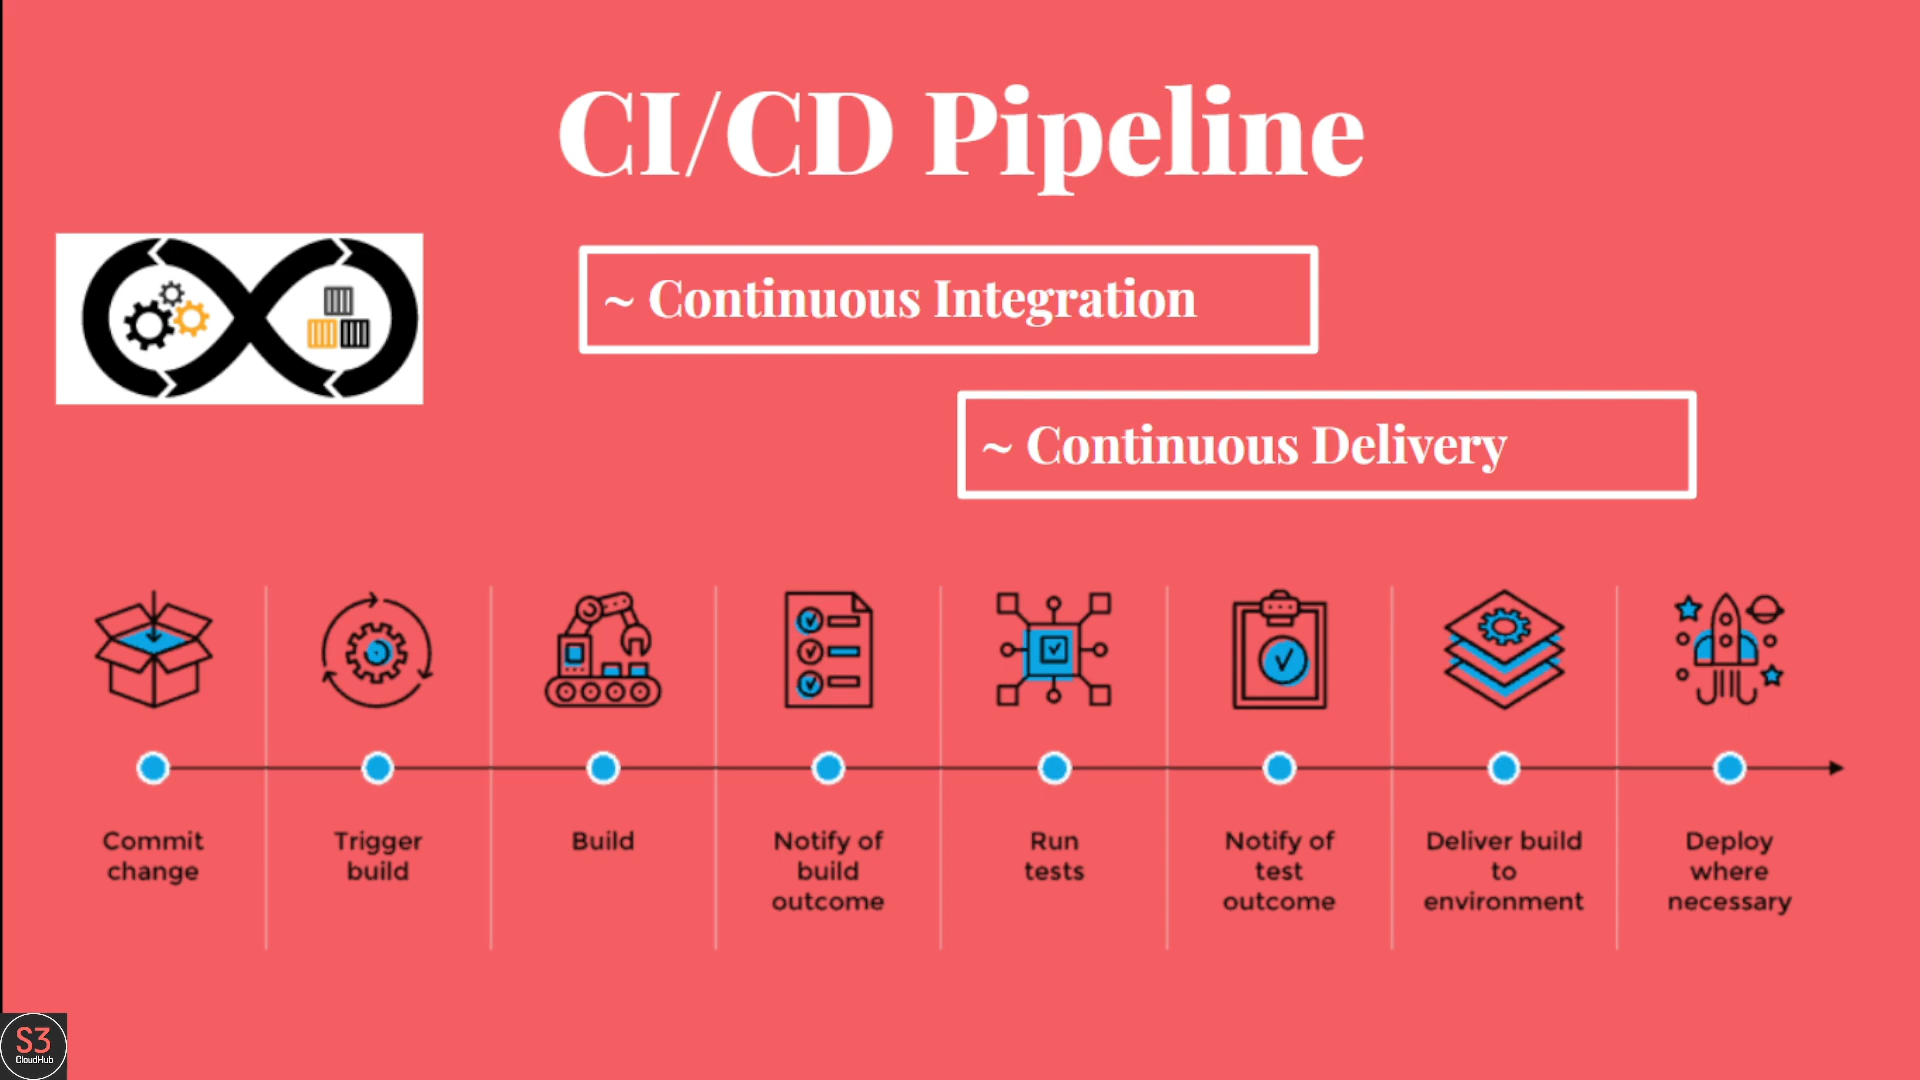 CI/CD Pipeline
~ Continuous Integration
~ Continuous Delivery
Commit
change
Trigger
build
Build
Notify of
build
outcome
Run
tests
Notify of
test
outcome
Deliver build
to
environment
Deploy
where
necessary
S3
CloudHub